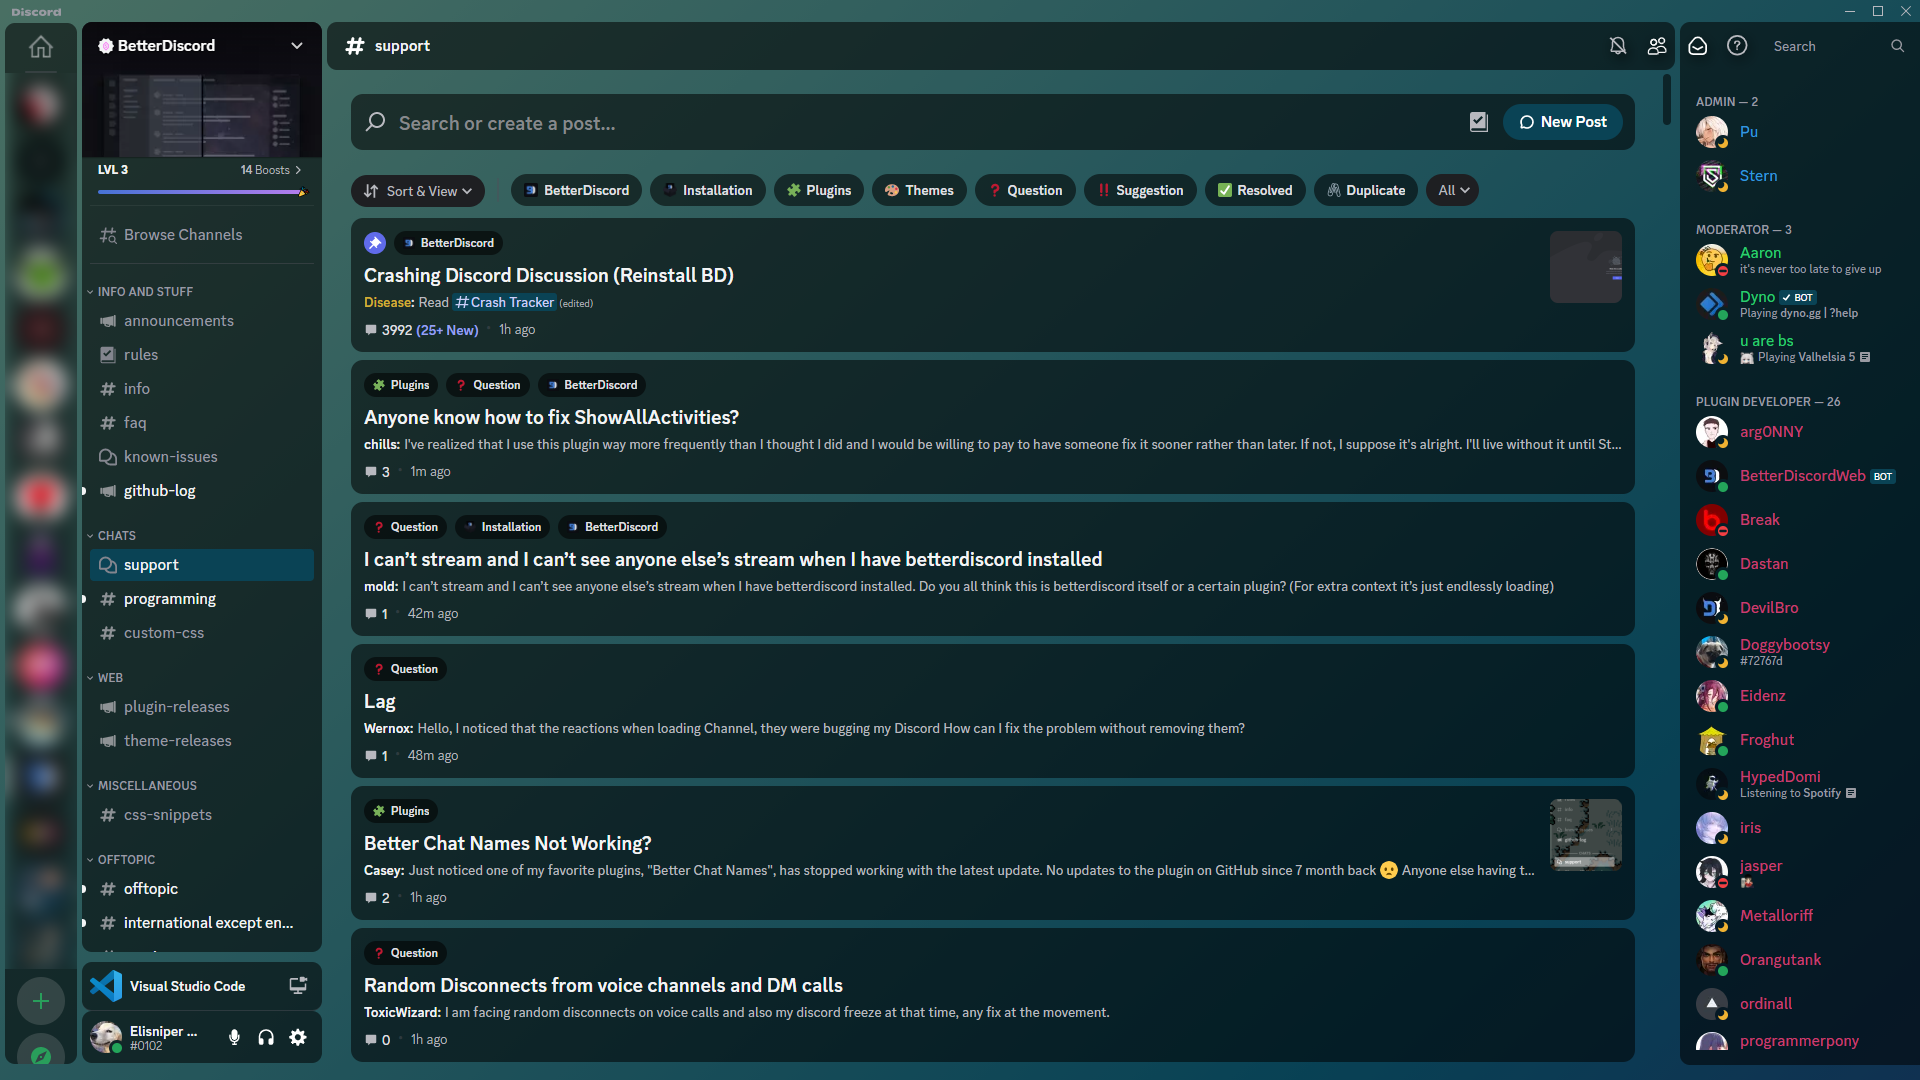 Discord
BetterDiscord
LVL 3
14 Boosts
Browse Channels
INFO AND STUFF
announcements
rules
info
faq
known-issues
github-log
CHATS
support
programming
custom-css
WEB
plugin-releases
theme-releases
MISCELLANEOUS
css-snippets
OFFTOPIC
offtopic
international except en...
Visual Studio Code
Elisniper ...
#0102
support
Search or create a post...
New Post
Sort & View
BetterDiscord
Installation
Plugins
Themes
Question
Suggestion
Resolved
Duplicate
All
BetterDiscord
Crashing Discord Discussion (Reinstall BD)
Disease: Read #Crash Tracker (edited)
3992 (25+ New) · 1h ago
Plugins Question BetterDiscord
Anyone know how to fix ShowAllActivities?
chills: I've realized that I use this plugin way more frequently than I thought I did and I would be willing to pay to have someone fix it sooner rather than later. If not, I suppose it's alright. I'll live without it until St...
3 · 1m ago
Question Installation BetterDiscord
I can’t stream and I can’t see anyone else’s stream when I have betterdiscord installed
mold: I can’t stream and I can’t see anyone else’s stream when I have betterdiscord installed. Do you all think this is betterdiscord itself or a certain plugin? (For extra context it’s just endlessly loading)
1 · 42m ago
Question
Lag
Wernox: Hello, I noticed that the reactions when loading Channel, they were bugging my Discord How can I fix the problem without removing them?
1 · 48m ago
Plugins
Better Chat Names Not Working?
Casey: Just noticed one of my favorite plugins, "Better Chat Names", has stopped working with the latest update. No updates to the plugin on GitHub since 7 month back 😟 Anyone else having t...
2 · 1h ago
Question
Random Disconnects from voice channels and DM calls
ToxicWizard: I am facing random disconnects on voice calls and also my discord freeze at that time, any fix at the movement.
0 · 1h ago
Search
ADMIN — 2
Pu
Stern
MODERATOR — 3
Aaron
it's never too late to give up
Dyno ✓ BOT
Playing dyno.gg | ?help
u are bs
Playing Valhelsia 5
PLUGIN DEVELOPER — 26
arg0NNY
BetterDiscordWeb BOT
Break
Dastan
DevilBro
Doggybootsy
#72767d
Eidenz
Froghut
HypedDomi
Listening to Spotify
iris
jasper
Metalloriff
Orangutank
ordinall
programmerpony